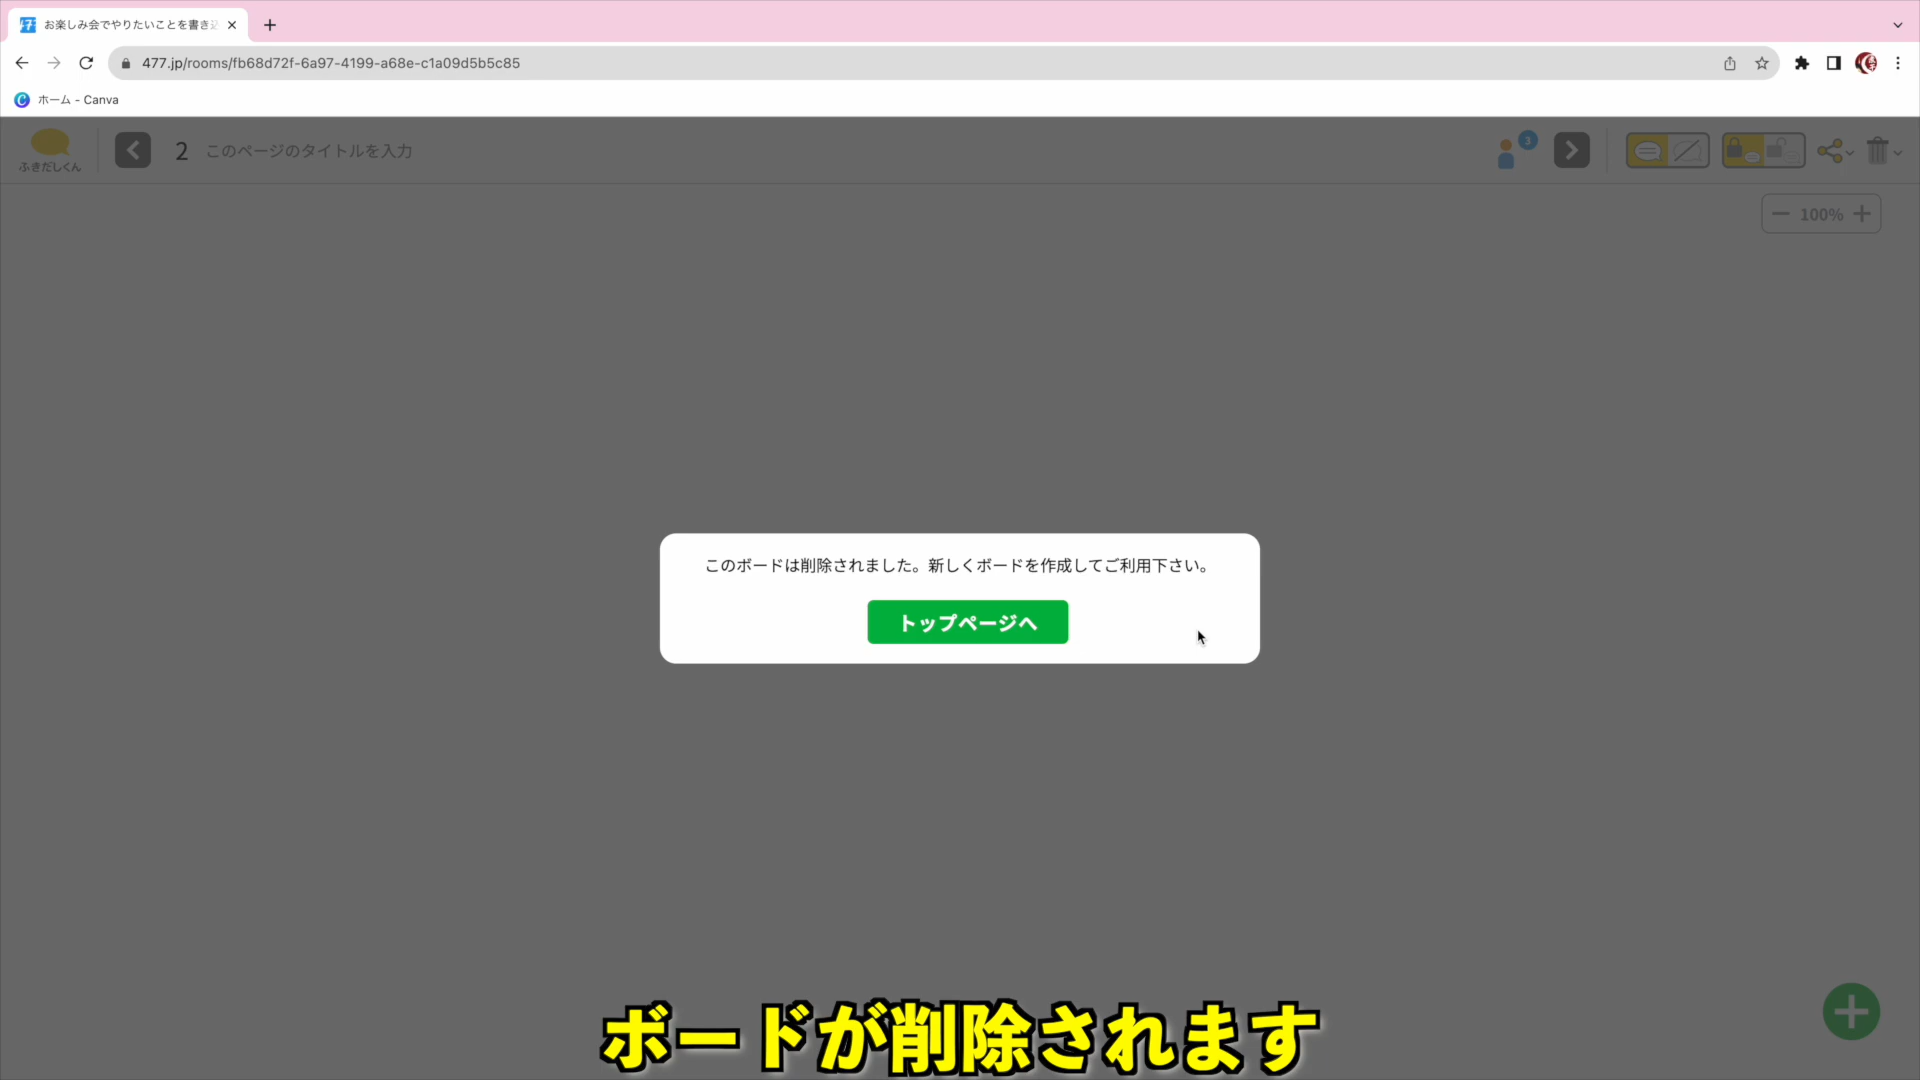 お楽しみ会でやりたいことを書き込
477.jp/rooms/fb68d72f-6a97-4199-a68e-c1a09d5b5c85
ホーム - Canva
ふきだしくん
2
このページのタイトルを入力
3
100%
このボードは削除されました。新しくボードを作成してご利用下さい。
トップページへ
ボードが削除されます